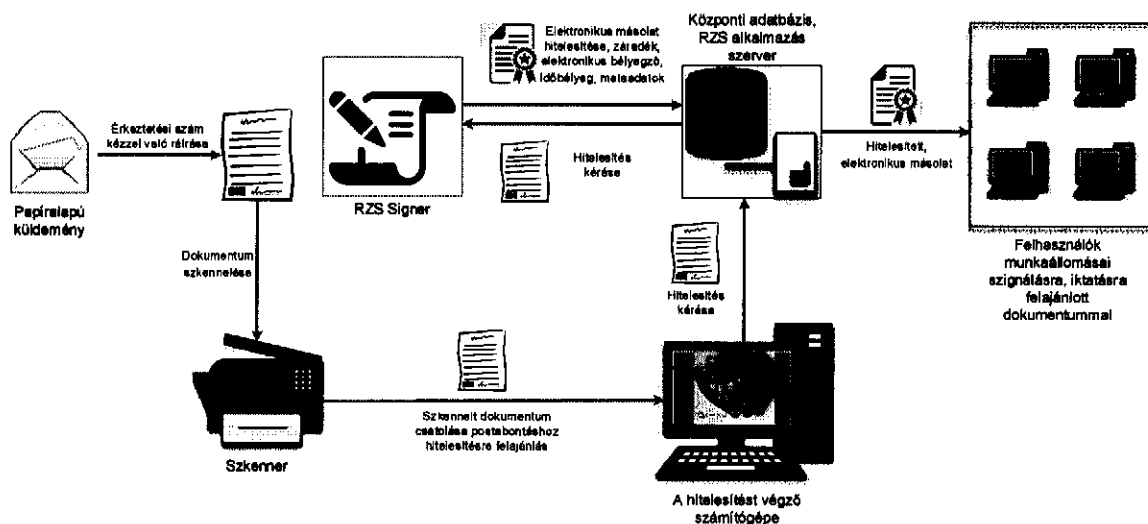 Papíralapú
küldemény
Érkeztetési szám
kézzel való ráírása
Dokumentum
szkennelése
Szkenner
Szkennelt dokumentum
csatolása postabontáshoz
hitelesítésre felajánlás
A hitelesítést végző
számítógépe
Hitelesítés
kérése
Központi adatbázis,
RZS alkalmazás
szerver
Hitelesítés
kérése
RZS Signer
Elektronikus másolat
hitelesítése, záradék,
elektronikus bélyegző,
időbélyeg, metaadatok
Hitelesített,
elektronikus másolat
Felhasználók
munkaállomásai
szignálásra, iktatásra
felajánlott
dokumentummal